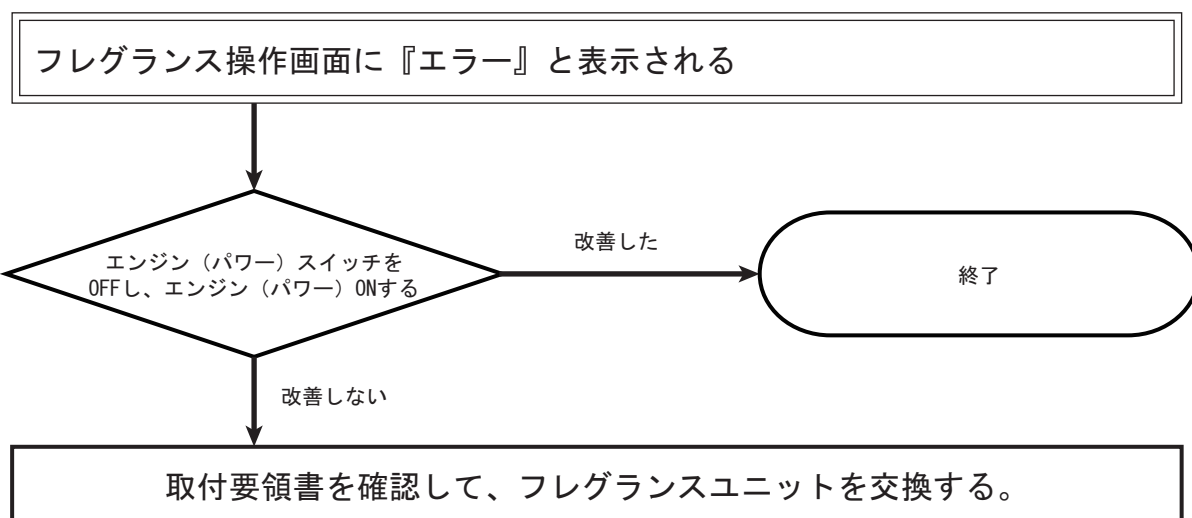 フレグランス操作画面に『エラー』と表示される
エンジン（パワー）スイッチを
OFFし、エンジン（パワー）ONする
改善した
終了
改善しない
取付要領書を確認して、フレグランスユニットを交換する。